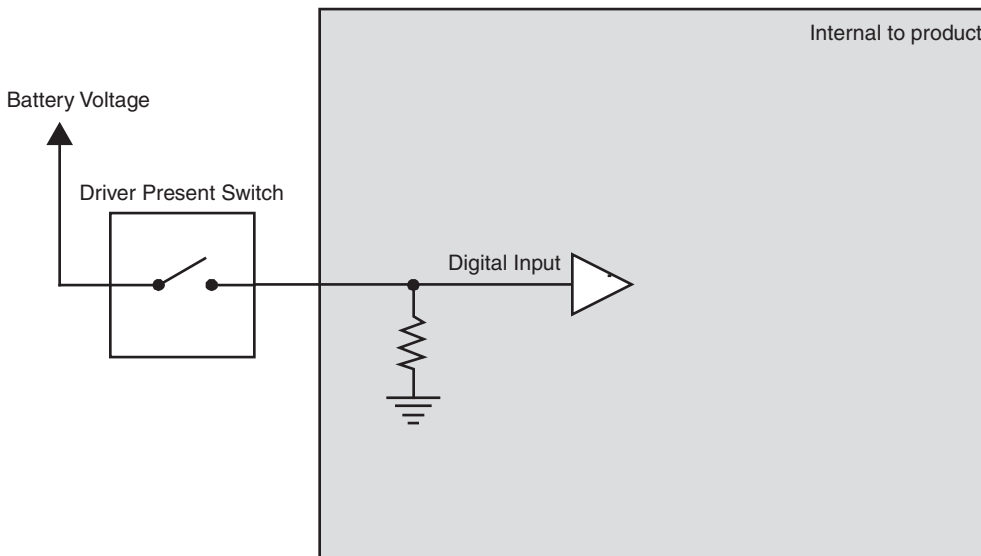 Internal to product
Battery Voltage
Driver Present Switch
Digital Input